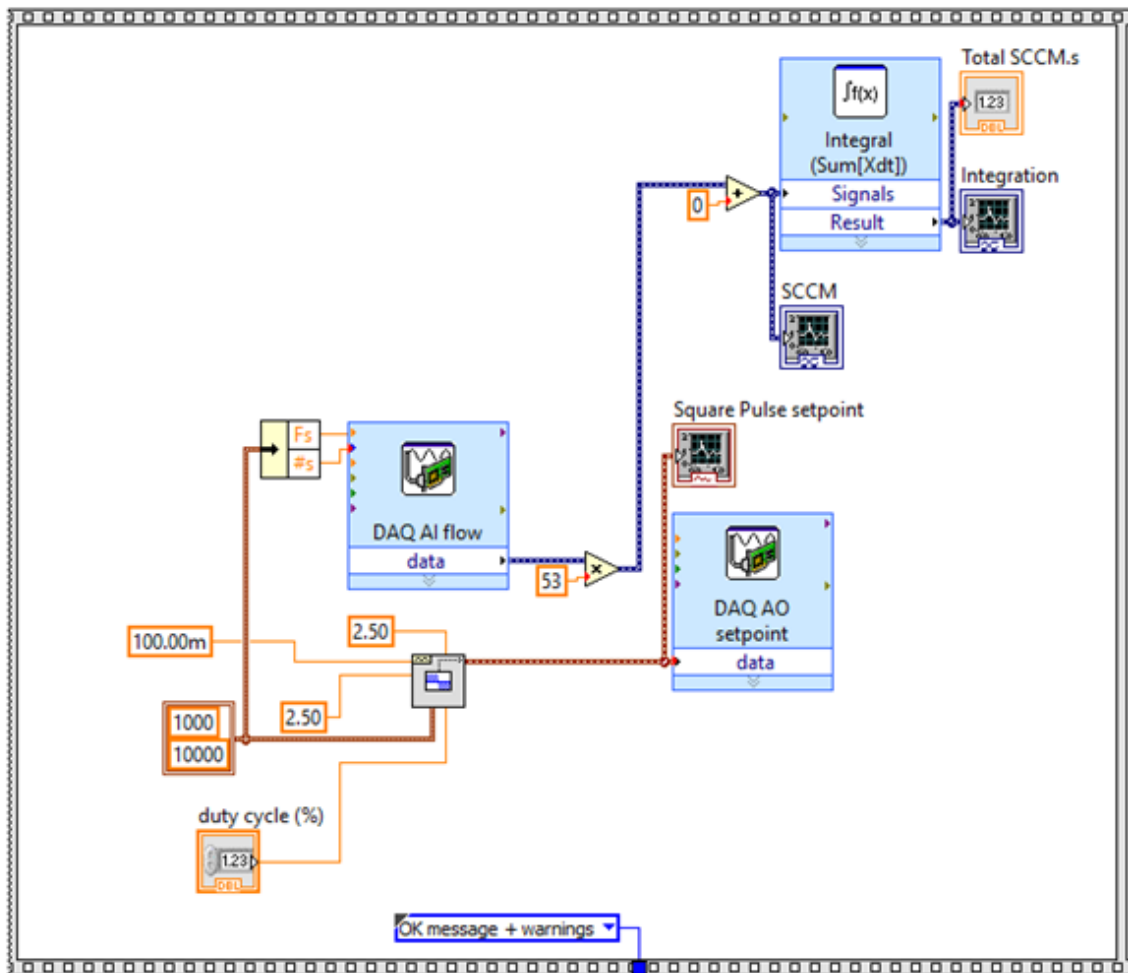 Total SCCM.s
1.23
DBL
∫f(x)
Integral
(Sum[Xdt])
Signals
Result
Integration
0
SCCM
Square Pulse setpoint
Fs
#s
DAQ AI flow
data
53
DAQ AO
setpoint
data
2.50
100.00m
2.50
1000
10000
duty cycle (%)
1.23
DBL
OK message + warnings